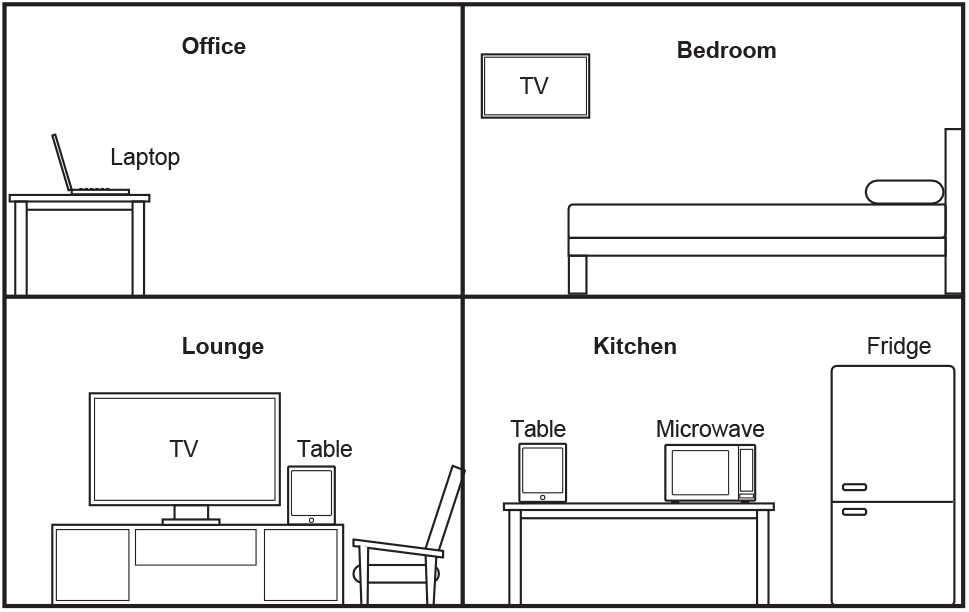 Office
Laptop
Bedroom
TV
Lounge
TV
Table
Kitchen
Table
Microwave
Fridge